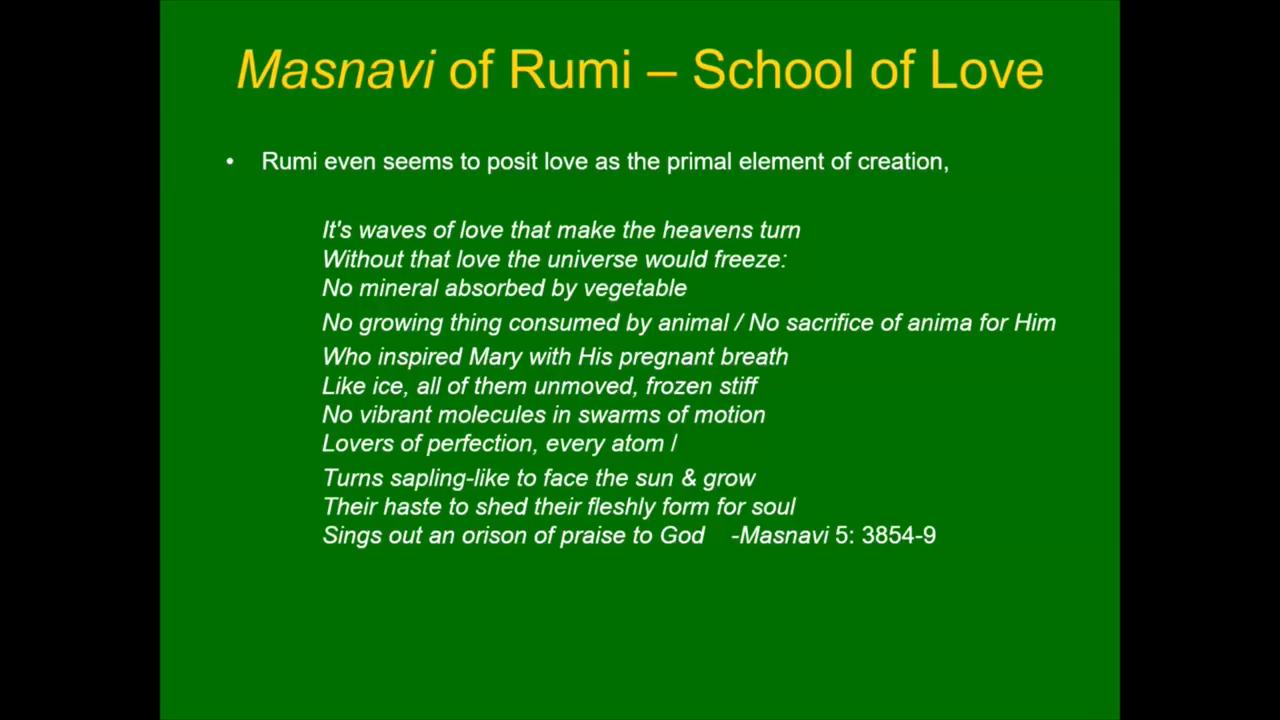 Masnavi of Rumi – School of Love
• Rumi even seems to posit love as the primal element of creation,
It's waves of love that make the heavens turn
Without that love the universe would freeze:
No mineral absorbed by vegetable
No growing thing consumed by animal / No sacrifice of anima for Him
Who inspired Mary with His pregnant breath
Like ice, all of them unmoved, frozen stiff
No vibrant molecules in swarms of motion
Lovers of perfection, every atom /
Turns sapling-like to face the sun & grow
Their haste to shed their fleshly form for soul
Sings out an orison of praise to God -Masnavi 5: 3854-9